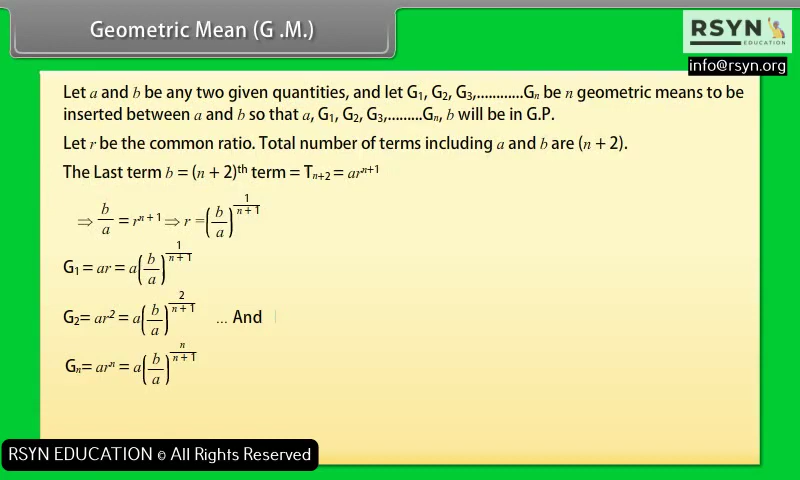 Geometric Mean (G .M.)
RSYN
EDUCATION
info@rsyn.org
Let a and b be any two given quantities, and let G₁, G₂, G₃,............Gₙ be n geometric means to be
inserted between a and b so that a, G₁, G₂, G₃,.........Gₙ, b will be in G.P.
Let r be the common ratio. Total number of terms including a and b are (n + 2).
The Last term b = (n + 2)ᵗʰ term = Tₙ₊₂ = arⁿ⁺¹
⇒ b/a = rⁿ⁺¹ ⇒ r = (b/a)^(1/(n+1))
G₁ = ar = a(b/a)^(1/(n+1))
G₂= ar² = a(b/a)^(2/(n+1)) ... And
Gₙ= arⁿ = a(b/a)^(n/(n+1))
RSYN EDUCATION © All Rights Reserved